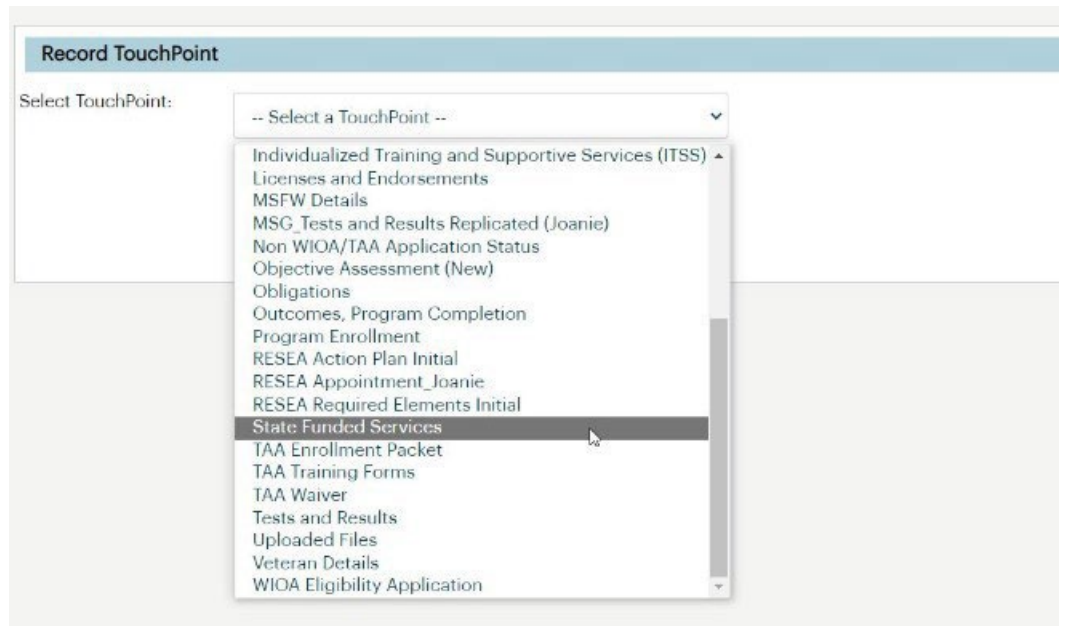 Record TouchPoint
Select TouchPoint:
-- Select a TouchPoint --
Individualized Training and Supportive Services (ITSS)
Licenses and Endorsements
MSFW Details
MSG_Tests and Results Replicated (Joanie)
Non WIOA/TAA Application Status
Objective Assessment (New)
Obligations
Outcomes, Program Completion
Program Enrollment
RESEA Action Plan Initial
RESEA Appointment_Joanie
RESEA Required Elements Initial
State Funded Services
TAA Enrollment Packet
TAA Training Forms
TAA Waiver
Tests and Results
Uploaded Files
Veteran Details
WIOA Eligibility Application